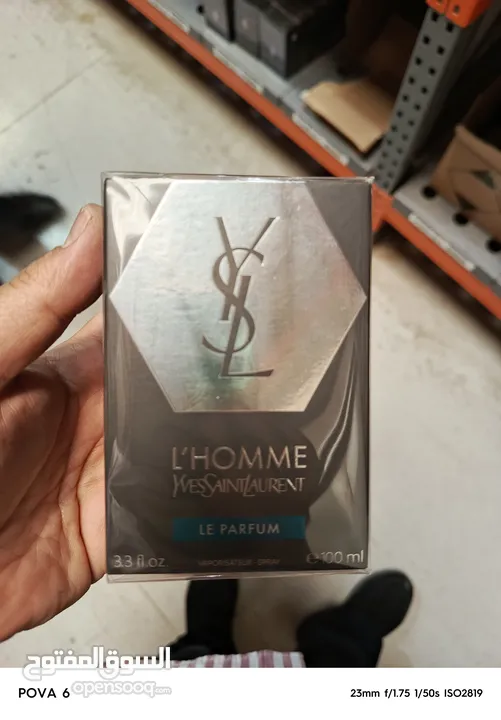 YSL
L'HOMME
YVESSAINTLAURENT
LE PARFUM
3.3 fl.oz
VAPORISATEUR - SPRAY
e 100 ml
السوق المفتوح
opensooq.com
POVA 6
23mm f/1.75 1/50s ISO2819